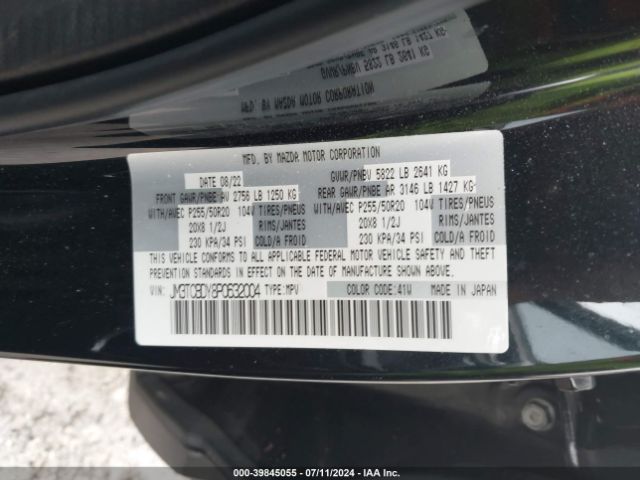 MFD. BY MAZDA MOTOR CORPORATION
DATE 08/22 GVWR/PNBV 5822 LB 2641 KG
FRONT GAWR/PNBE AV 2756 LB 1250 KG REAR GAWR/PNBE AR 3146 LB 1427 KG
WITH/AVEC P255/50R20 104V TIRES/PNEUS WITH/AVEC P255/50R20 104V TIRES/PNEUS
20X8 1/2J RIMS/JANTES 20X8 1/2J RIMS/JANTES
230 KPA/34 PSI COLD/A FROID 230 KPA/34 PSI COLD/A FROID
THIS VEHICLE CONFORMS TO ALL APPLICABLE FEDERAL MOTOR VEHICLE SAFETY AND THEFT
PREVENTION STANDARDS IN EFFECT ON THE DATE OF MANUFACTURE SHOWN ABOVE.
VIN: JM3TCBDY8P0632004 TYPE:MPV COLOR CODE:41W MADE IN JAPAN
CONNECT: 39845055 - 07/11/2024 - IAA Inc.